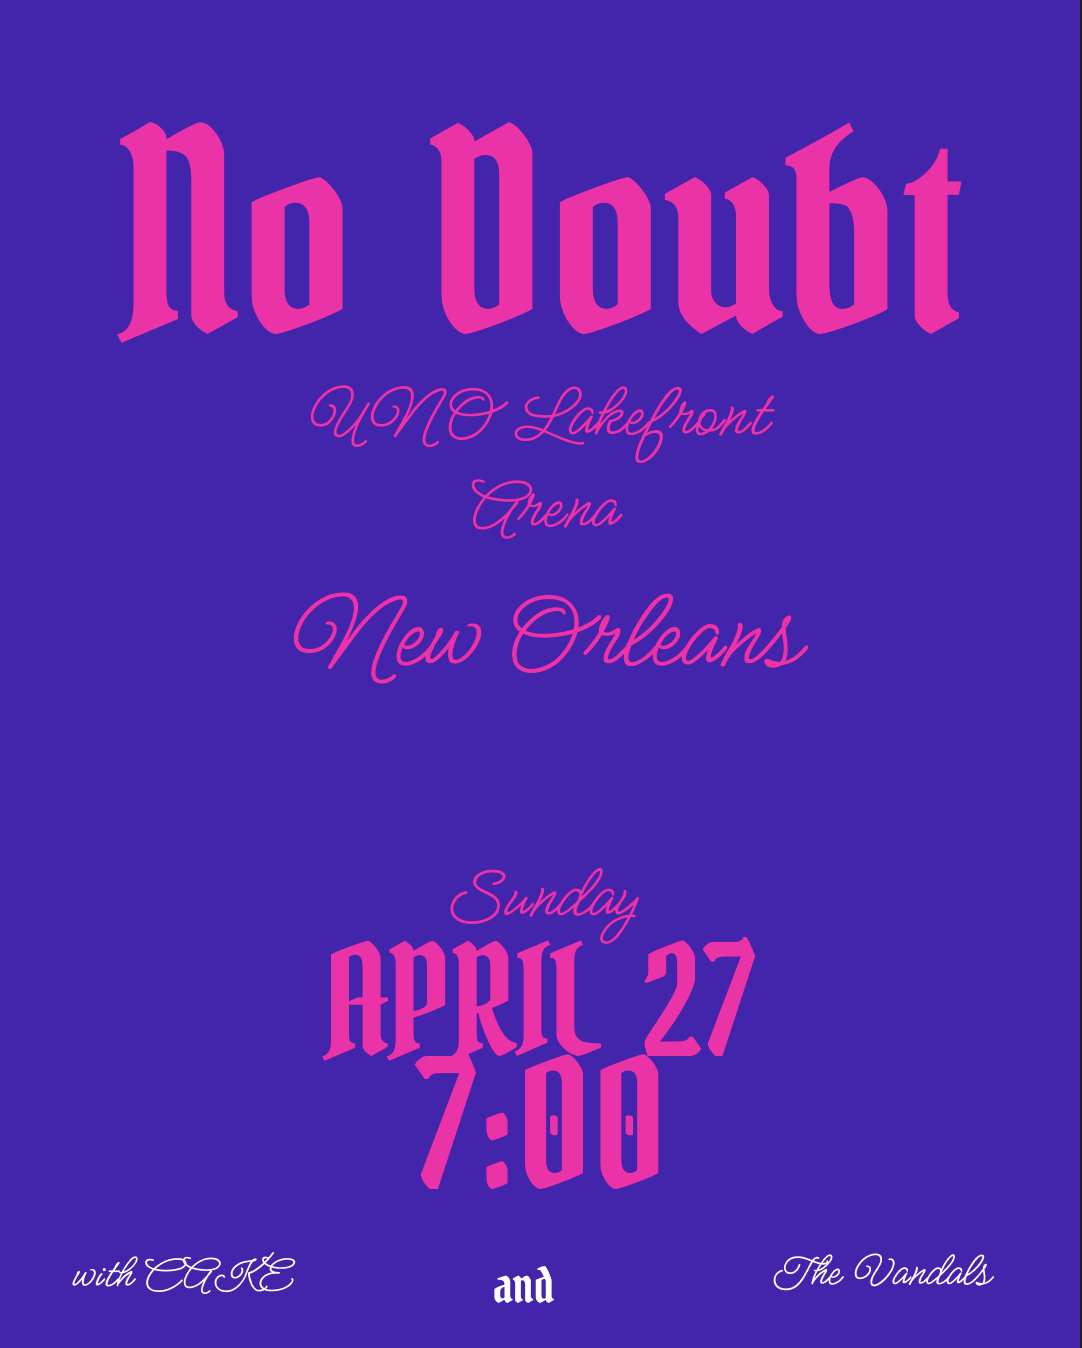 No Doubt
UNO Lakefront
Arena
New Orleans
Sunday
APRIL 27
7:00
with CAKE and The Vandals